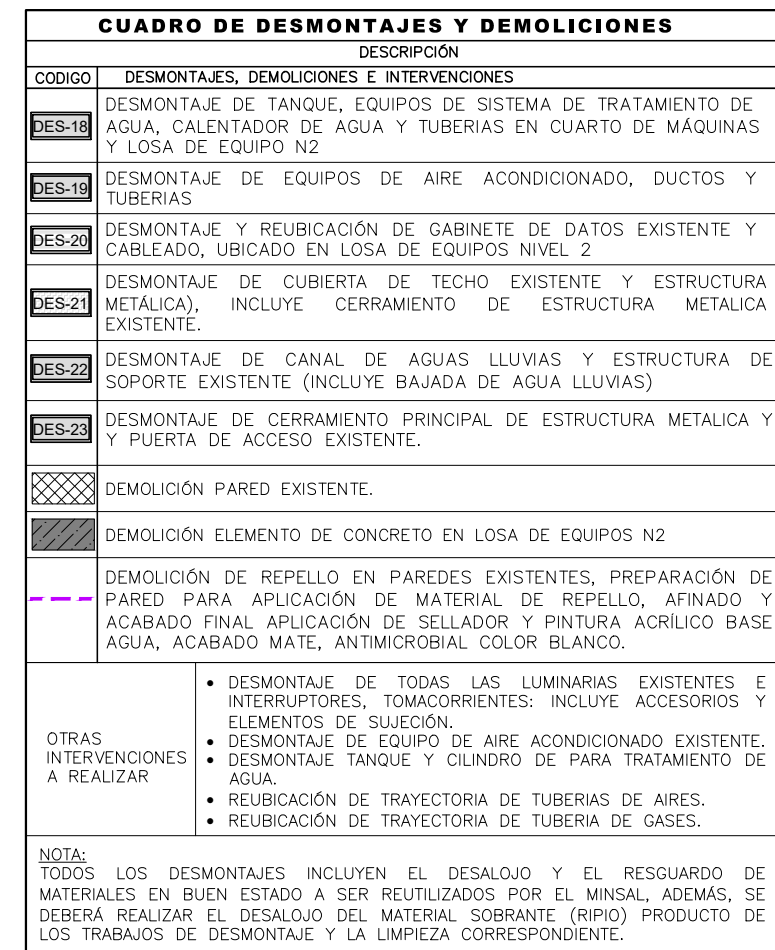 CUADRO DE DESMONTAJES Y DEMOLICIONES
DESCRIPCIÓN
CODIGO DESMONTAJES, DEMOLICIONES E INTERVENCIONES
DES-18
DESMONTAJE DE TANQUE, EQUIPOS DE SISTEMA DE TRATAMIENTO DE
AGUA, CALENTADOR DE AGUA Y TUBERIAS EN CUARTO DE MÁQUINAS
Y LOSA DE EQUIPO N2
DES-19
DESMONTAJE DE EQUIPOS DE AIRE ACONDICIONADO, DUCTOS Y
TUBERIAS
DES-20
DESMONTAJE Y REUBICACIÓN DE GABINETE DE DATOS EXISTENTE Y
CABLEADO, UBICADO EN LOSA DE EQUIPOS NIVEL 2
DES-21
DESMONTAJE DE CUBIERTA DE TECHO EXISTENTE Y ESTRUCTURA
METÁLICA), INCLUYE CERRAMIENTO DE ESTRUCTURA METALICA
EXISTENTE.
DES-22
DESMONTAJE DE CANAL DE AGUAS LLUVIAS Y ESTRUCTURA DE
SOPORTE EXISTENTE (INCLUYE BAJADA DE AGUA LLUVIAS)
DES-23
DESMONTAJE DE CERRAMIENTO PRINCIPAL DE ESTRUCTURA METALICA Y
Y PUERTA DE ACCESO EXISTENTE.
DEMOLICIÓN PARED EXISTENTE.
DEMOLICIÓN ELEMENTO DE CONCRETO EN LOSA DE EQUIPOS N2
DEMOLICIÓN DE REPELLO EN PAREDES EXISTENTES, PREPARACIÓN DE
PARED PARA APLICACIÓN DE MATERIAL DE REPELLO, AFINADO Y
ACABADO FINAL APLICACIÓN DE SELLADOR Y PINTURA ACRÍLICO BASE
AGUA, ACABADO MATE, ANTIMICROBIAL COLOR BLANCO.
OTRAS
INTERVENCIONES
A REALIZAR
• DESMONTAJE DE TODAS LAS LUMINARIAS EXISTENTES E
INTERRUPTORES, TOMACORRIENTES: INCLUYE ACCESORIOS Y
ELEMENTOS DE SUJECIÓN.
• DESMONTAJE DE EQUIPO DE AIRE ACONDICIONADO EXISTENTE.
• DESMONTAJE TANQUE Y CILINDRO DE PARA TRATAMIENTO DE
AGUA.
• REUBICACIÓN DE TRAYECTORIA DE TUBERIAS DE AIRES.
• REUBICACIÓN DE TRAYECTORIA DE TUBERIA DE GASES.
NOTA:
TODOS LOS DESMONTAJES INCLUYEN EL DESALOJO Y EL RESGUARDO DE
MATERIALES EN BUEN ESTADO A SER REUTILIZADOS POR EL MINSAL, ADEMÁS, SE
DEBERÁ REALIZAR EL DESALOJO DEL MATERIAL SOBRANTE (RIPIO) PRODUCTO DE
LOS TRABAJOS DE DESMONTAJE Y LA LIMPIEZA CORRESPONDIENTE.